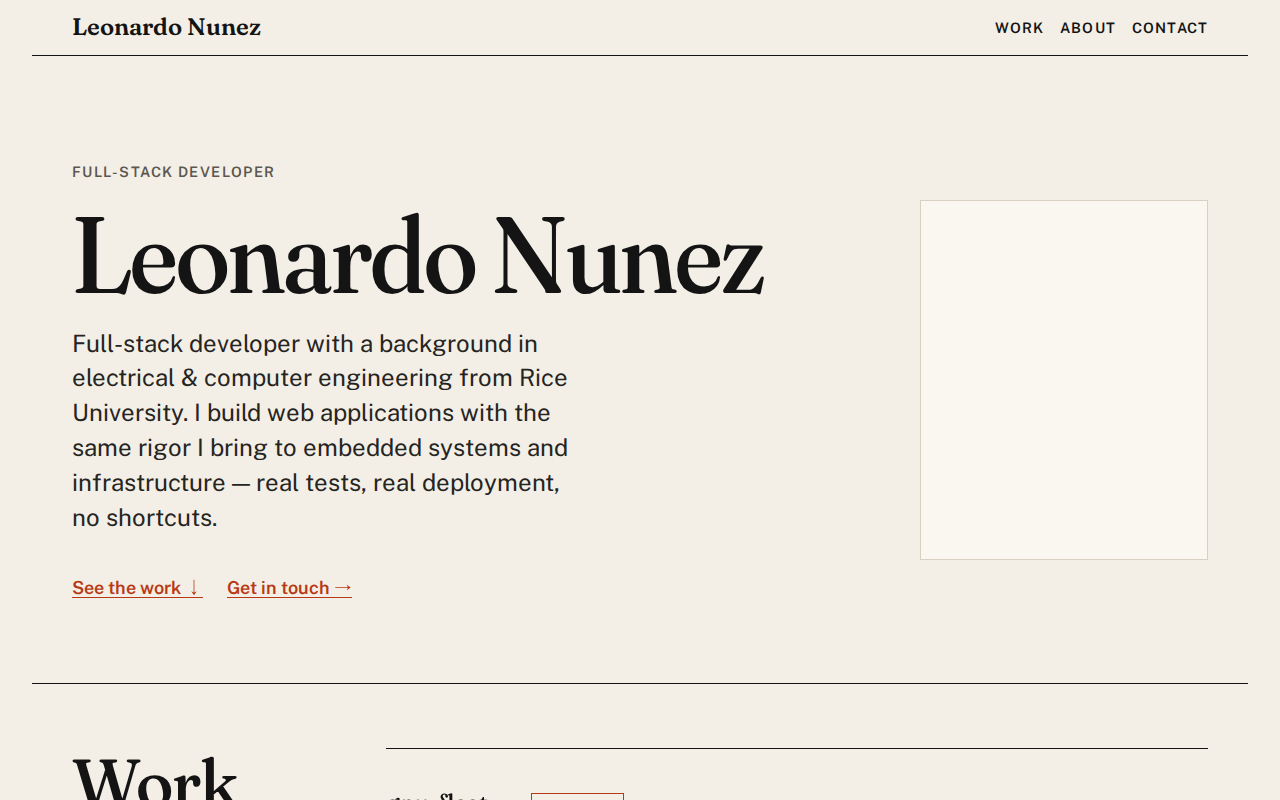 Leonardo Nunez
WORK ABOUT CONTACT
FULL-STACK DEVELOPER
Leonardo Nunez
Full-stack developer with a background in
electrical & computer engineering from Rice
University. I build web applications with the
same rigor I bring to embedded systems and
infrastructure — real tests, real deployment,
no shortcuts.
See the work ↓ Get in touch →
Work